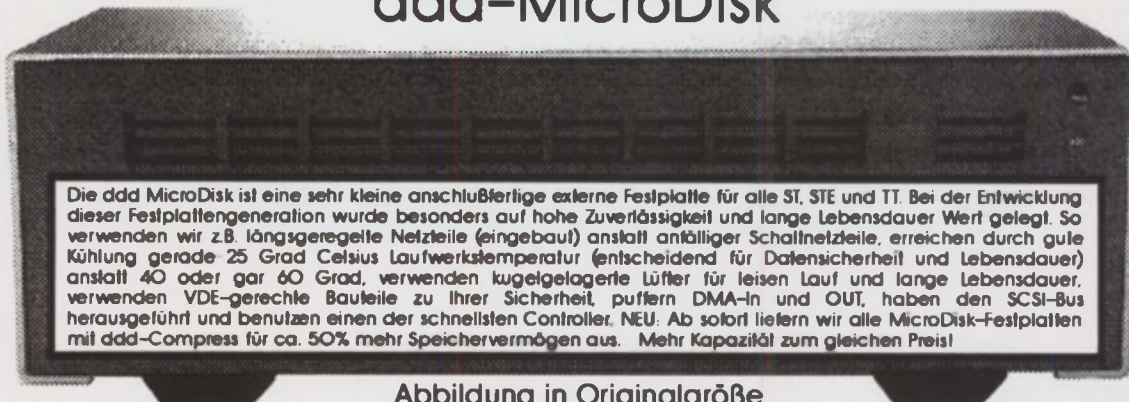 ddd-MicroDisk
Die ddd MicroDisk ist eine sehr kleine anschlußfertige externe Festplatte für alle ST, STE und TT. Bei der Entwicklung
dieser Festplattengeneration wurde besonders auf hohe Zuverlässigkeit und lange Lebensdauer Wert gelegt. So
verwenden wir z.B. längsgeregelte Netzteile (eingebaut) anstatt anfälliger Schaltnetzteile, erreichen durch gute
Kühlung gerade 25 Grad Celsius Laufwerkstemperatur (entscheidend für Datensicherheit und Lebensdauer)
anstatt 40 oder gar 60 Grad, verwenden kugelgelagerte Lüfter für leisen Lauf und lange Lebensdauer,
verwenden VDE-gerechte Bauteile zu Ihrer Sicherheit, puffern DMA-In und OUT, haben den SCSI-Bus
herausgeführt und benutzen einen der schnellsten Controller. NEU: Ab sofort liefern wir alle MicroDisk-Festplatten
mit ddd-Compress für ca. 50% mehr Speichervermögen aus. Mehr Kapazität zum gleichen Preis!
Abbildung in Originalgröße